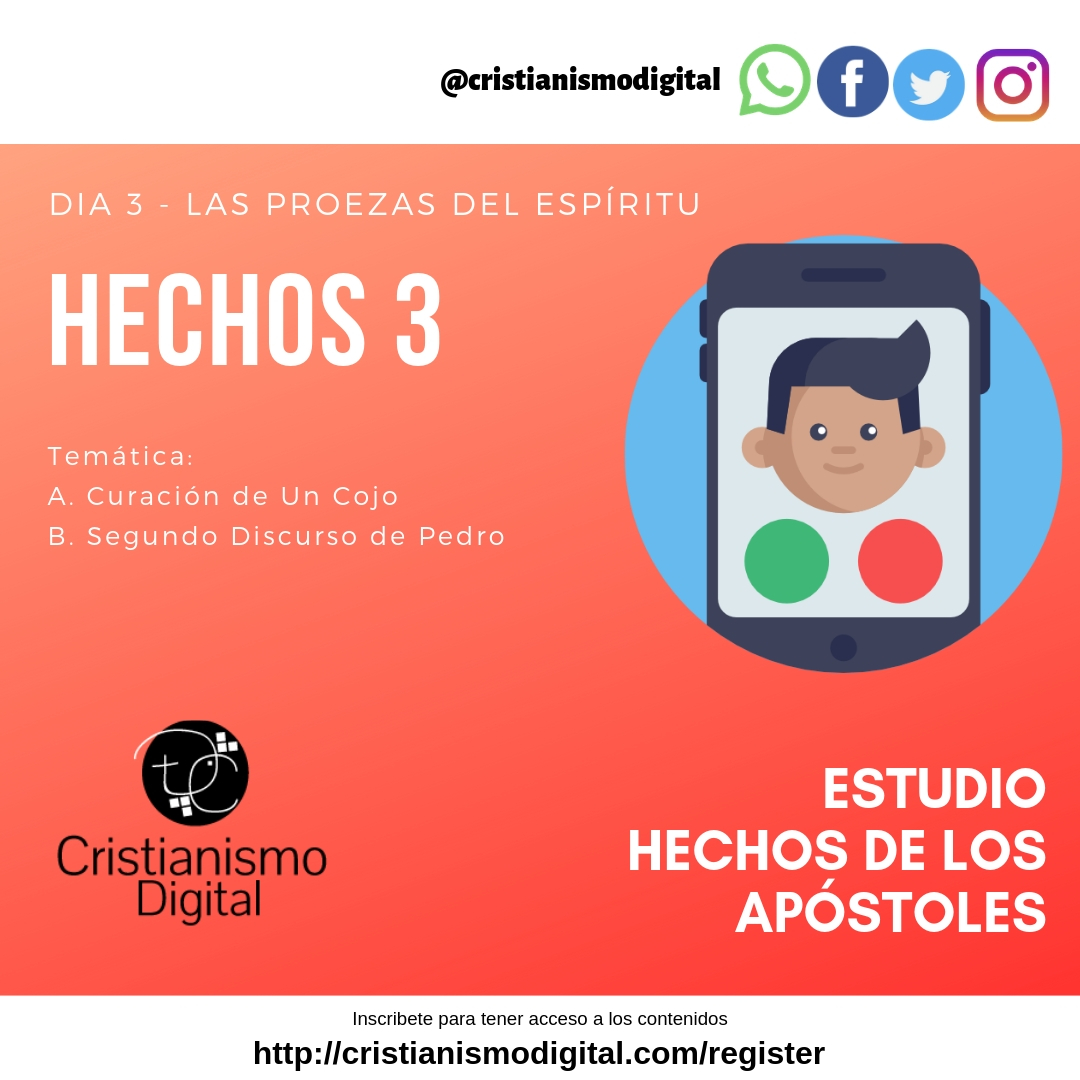 @cristianismodigital
DIA 3 - LAS PROEZAS DEL ESPÍRITU
HECHOS 3
Temática:
A. Curación de Un Cojo
B. Segundo Discurso de Pedro
Cristianismo
Digital
ESTUDIO
HECHOS DE LOS
APÓSTOLES
Inscribete para tener acceso a los contenidos
http://cristianismodigital.com/register